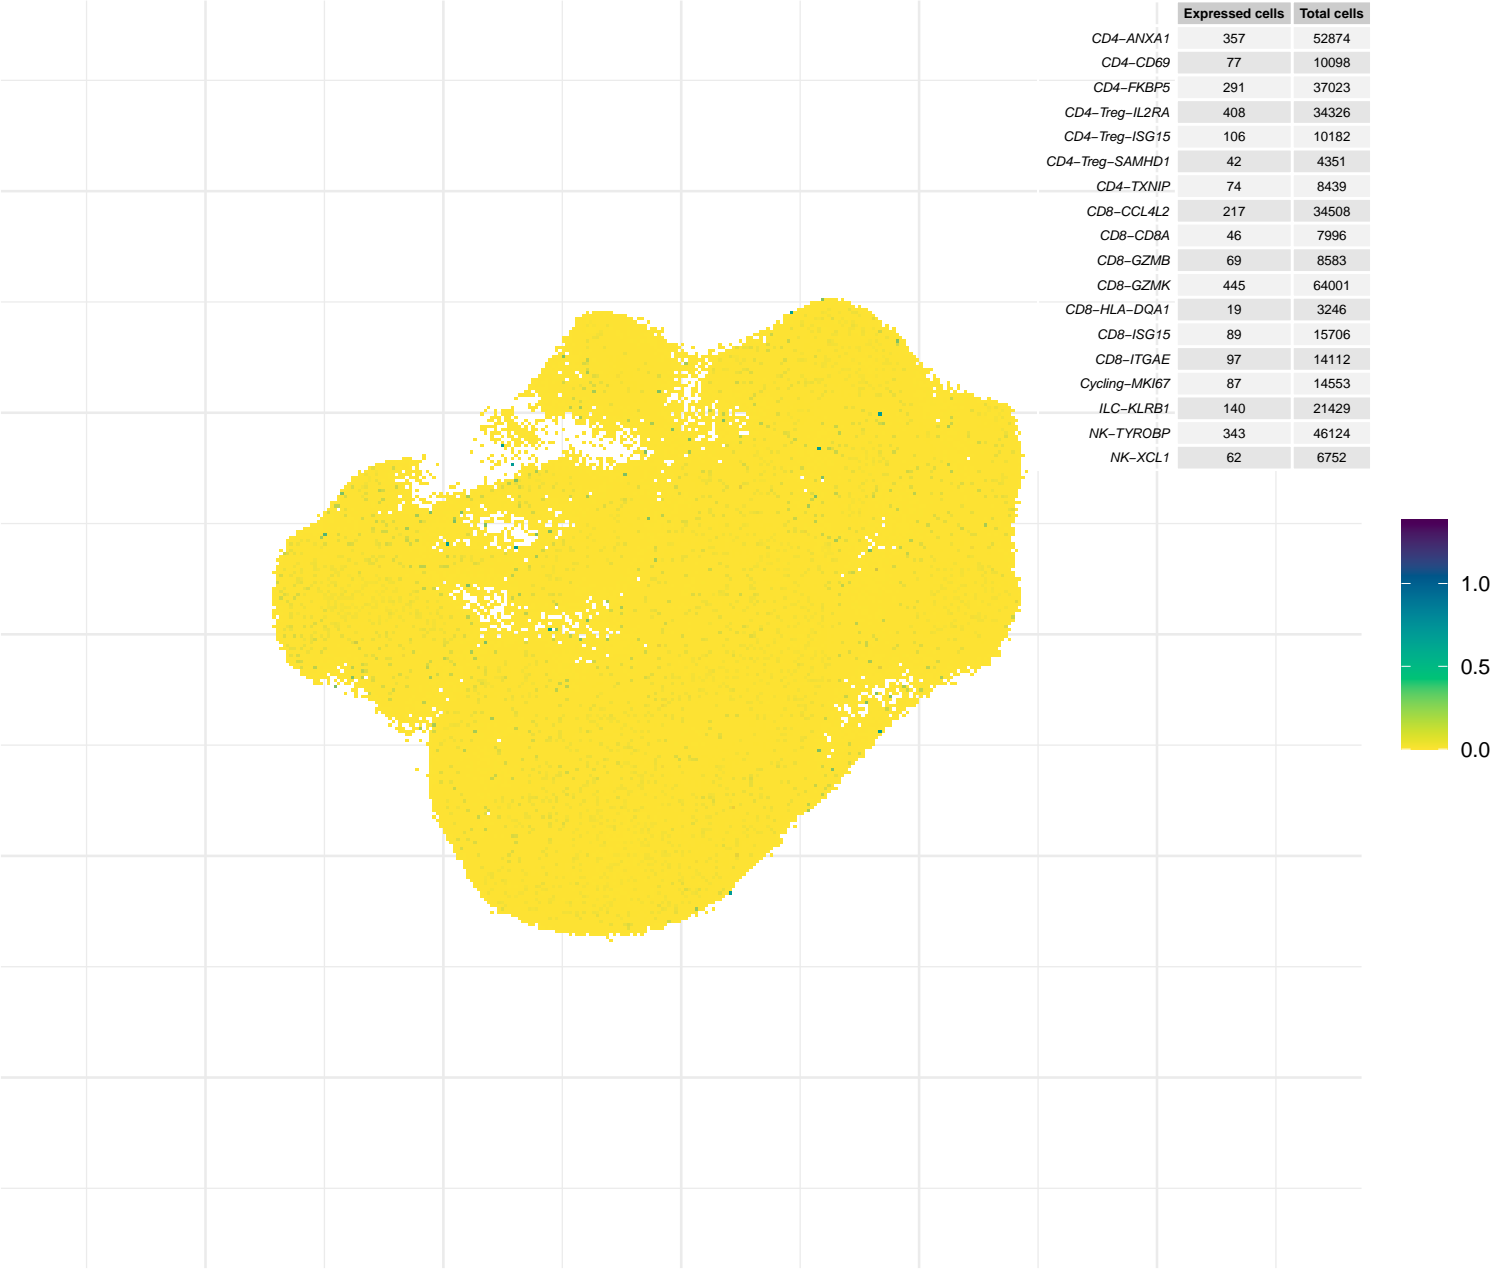 Expressed cells Total cells
CD4−ANXA1 357 52874
CD4−CD69 77 10098
CD4−FKBP5 291 37023
CD4−Treg−IL2RA 408 34326
CD4−Treg−ISG15 106 10182
CD4−Treg−SAMHD1 42 4351
CD4−TXNIP 74 8439
CD8−CCL4L2 217 34508
CD8−CD8A 46 7996
CD8−GZMB 69 8583
CD8−GZMK 445 64001
CD8−HLA−DQA1 19 3246
CD8−ISG15 89 15706
CD8−ITGAE 97 14112
Cycling−MKI67 87 14553
ILC−KLRB1 140 21429
NK−TYROBP 343 46124
NK−XCL1 62 6752
1.0
0.5
0.0